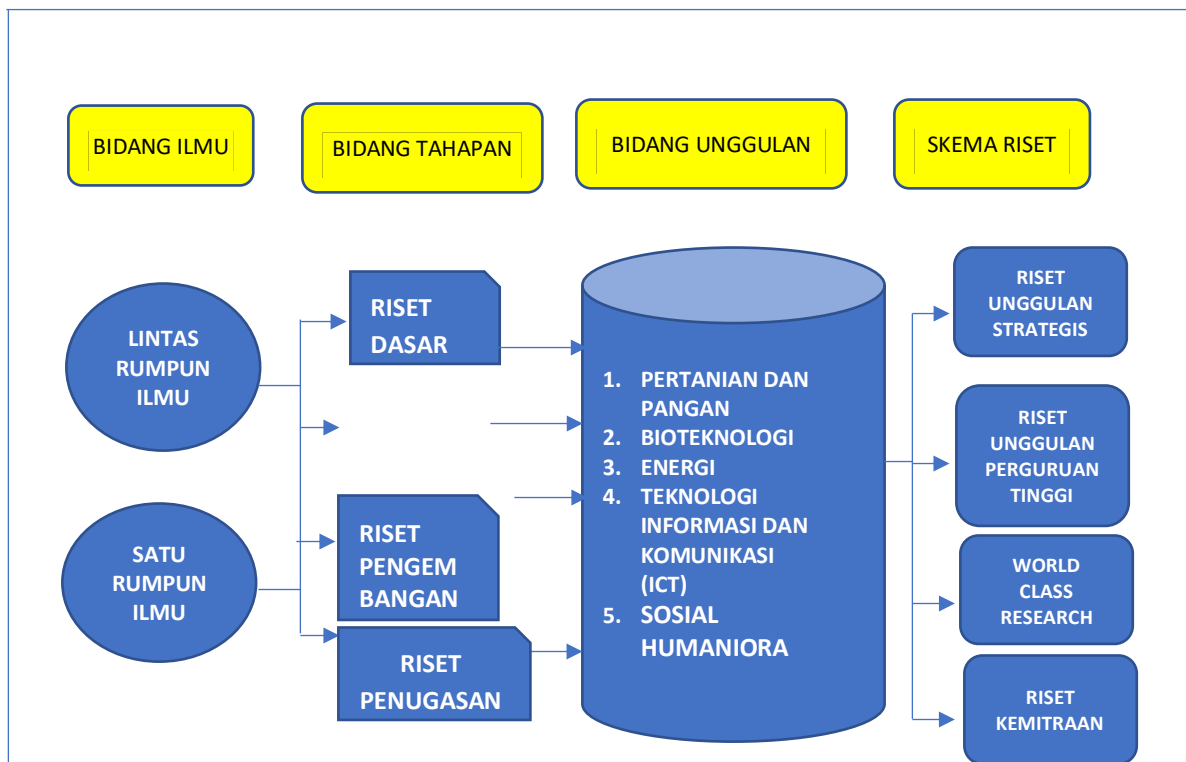 BIDANG ILMU
BIDANG TAHAPAN
BIDANG UNGGULAN
SKEMA RISET
LINTAS
RUMPUN
ILMU
SATU
RUMPUN
ILMU
RISET
DASAR
RISET
PENGEM
BANGAN
RISET
PENUGASAN
1. PERTANIAN DAN
PANGAN
2. BIOTEKNOLOGI
3. ENERGI
4. TEKNOLOGI
INFORMASI DAN
KOMUNIKASI
(ICT)
5. SOSIAL
HUMANIORA
RISET
UNGGULAN
STRATEGIS
RISET
UNGGULAN
PERGURUAN
TINGGI
WORLD
CLASS
RESEARCH
RISET
KEMITRAAN